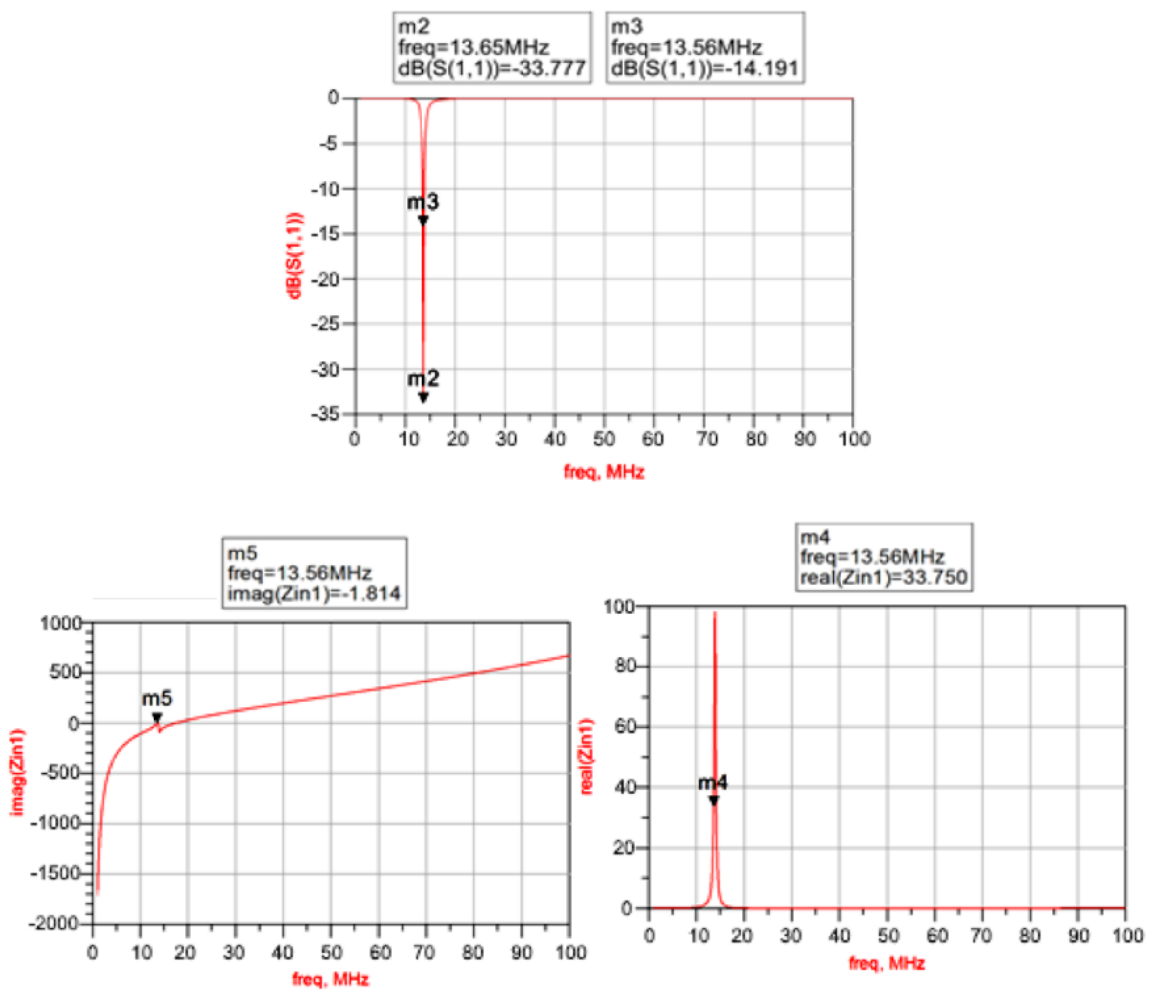 m2
freq=13.65MHz
dB(S(1,1))=-33.777
m3
freq=13.56MHz
dB(S(1,1))=-14.191
0
-5
-10
-15
-20
-25
-30
-35
dB(S(1,1))
m3
m2
0 10 20 30 40 50 60 70 80 90 100
freq, MHz
m5
freq=13.56MHz
imag(Zin1)=-1.814
1000
500
0
-500
-1000
-1500
-2000
imag(Zin1)
m5
0 10 20 30 40 50 60 70 80 90 100
freq, MHz
m4
freq=13.56MHz
real(Zin1)=33.750
100
80
60
40
20
0
real(Zin1)
m4
0 10 20 30 40 50 60 70 80 90 100
freq, MHz